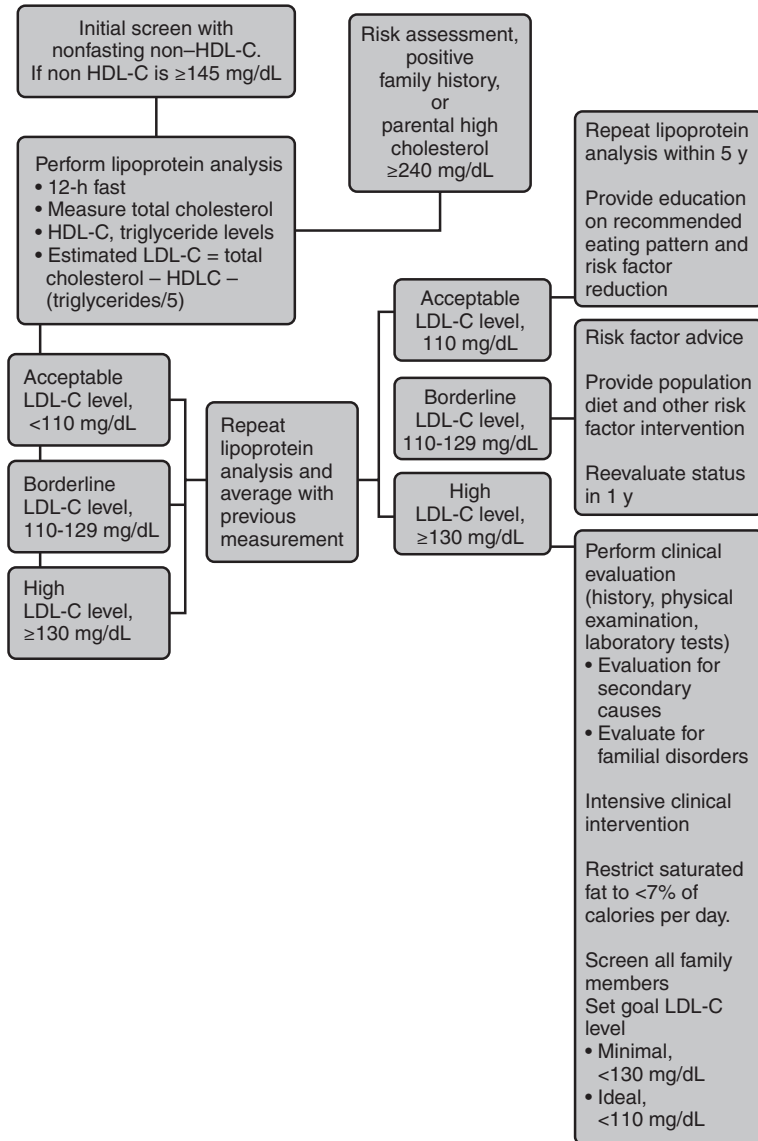 Initial screen with
nonfasting non–HDL-C.
If non HDL-C is ≥145 mg/dL
Risk assessment,
positive
family history,
or
parental high
cholesterol
≥240 mg/dL
Perform lipoprotein analysis
• 12-h fast
• Measure total cholesterol
• HDL-C, triglyceride levels
• Estimated LDL-C = total
cholesterol – HDLC –
(triglycerides/5)
Acceptable
LDL-C level,
<110 mg/dL
Borderline
LDL-C level,
110-129 mg/dL
High
LDL-C level,
≥130 mg/dL
Repeat
lipoprotein
analysis and
average with
previous
measurement
Acceptable
LDL-C level,
110 mg/dL
Borderline
LDL-C level,
110-129 mg/dL
High
LDL-C level,
≥130 mg/dL
Repeat lipoprotein
analysis within 5 y
Provide education
on recommended
eating pattern and
risk factor
reduction
Risk factor advice
Provide population
diet and other risk
factor intervention
Reevaluate status
in 1 y
Perform clinical
evaluation
(history, physical
examination,
laboratory tests)
• Evaluation for
secondary
causes
• Evaluate for
familial disorders
Intensive clinical
intervention
Restrict saturated
fat to <7% of
calories per day.
Screen all family
members
Set goal LDL-C
level
• Minimal,
<130 mg/dL
• Ideal,
<110 mg/dL